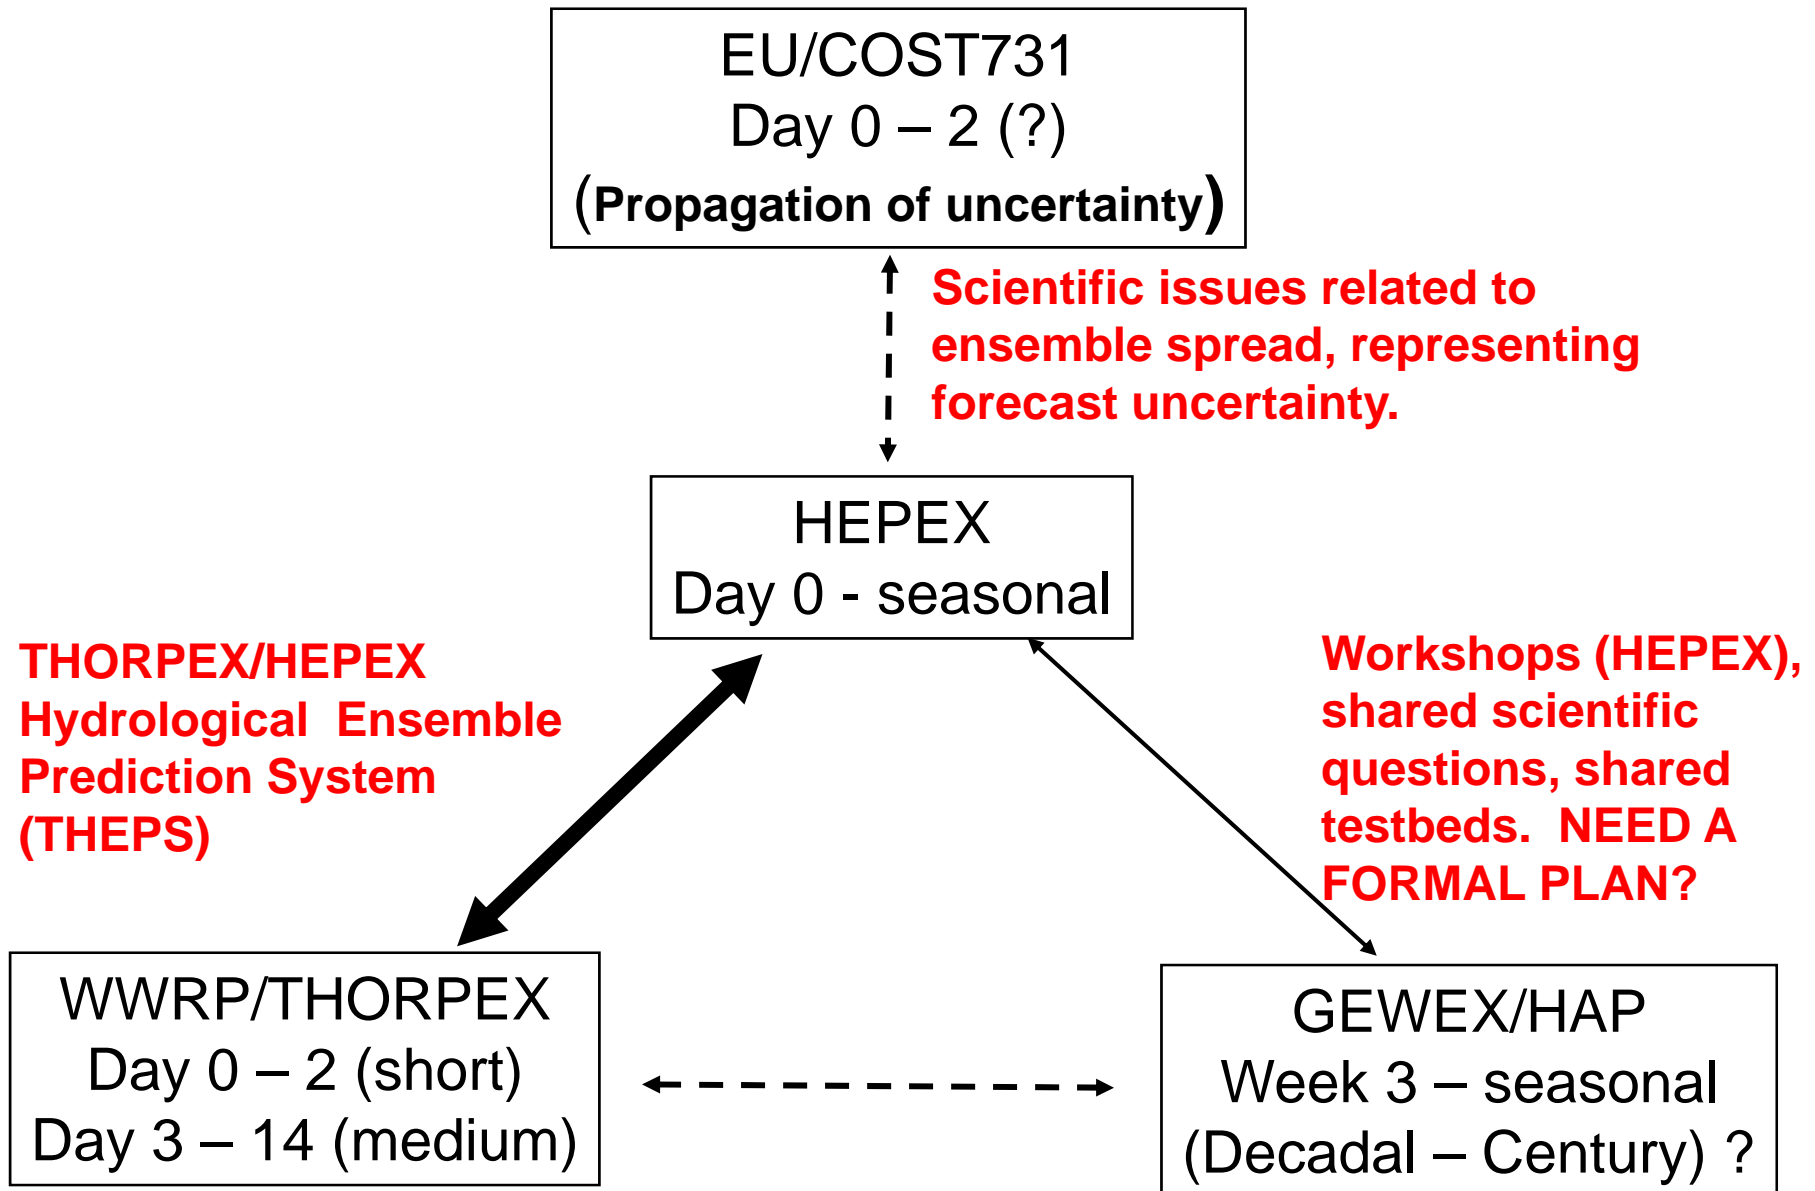 EU/COST731
Day 0 – 2 (?)
(Propagation of uncertainty)
Scientific issues related to
ensemble spread, representing
forecast uncertainty.
HEPEX
Day 0 - seasonal
THORPEX/HEPEX
Hydrological Ensemble
Prediction System
(THEPS)
Workshops (HEPEX),
shared scientific
questions, shared
testbeds. NEED A
FORMAL PLAN?
WWRP/THORPEX
Day 0 – 2 (short)
Day 3 – 14 (medium)
GEWEX/HAP
Week 3 – seasonal
(Decadal – Century) ?